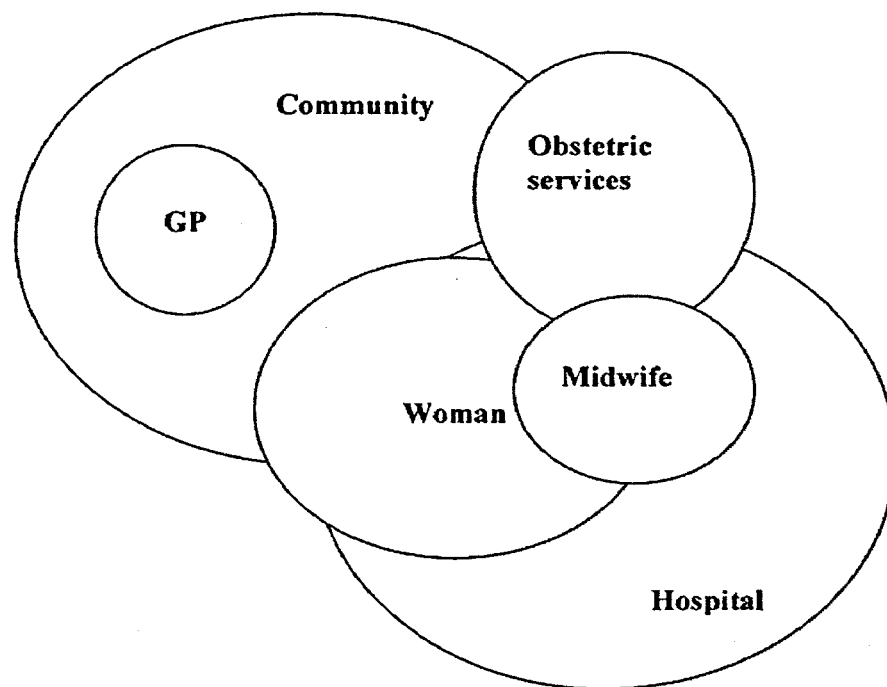 Community
Obstetric
services
GP
Midwife
Woman
Hospital